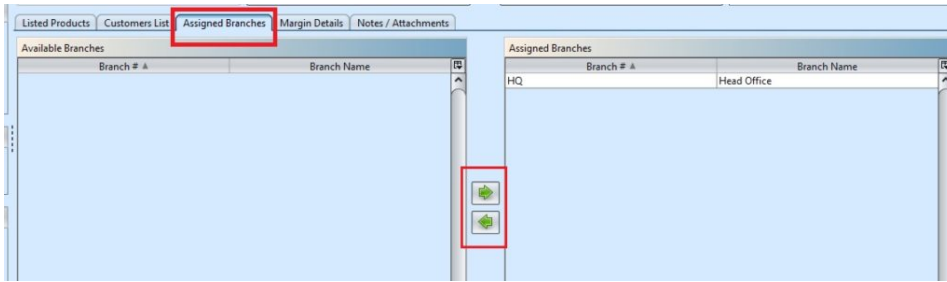 Listed Products Customers List Assigned Branches Margin Details Notes / Attachments
Available Branches Assigned Branches
Branch # Branch Name Branch # Branch Name
HQ Head Office